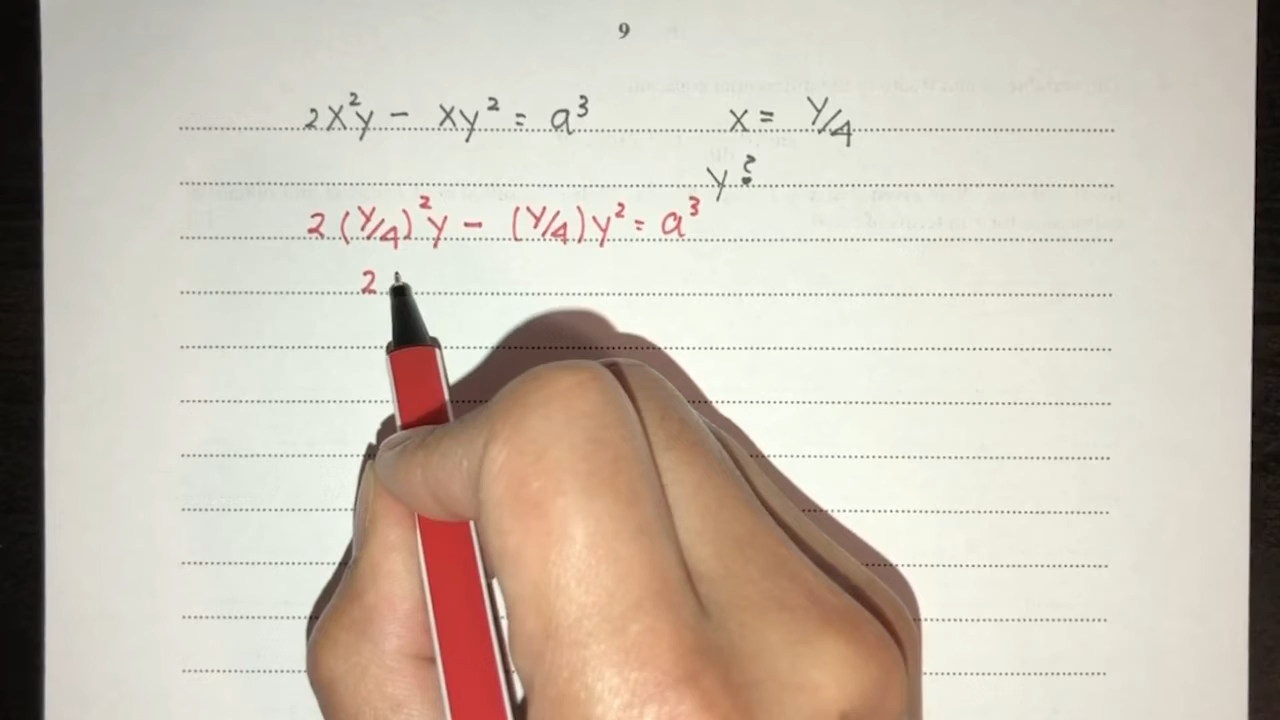 9
2x²y - xy² = a³ x = y/4
y?
2(y/4)²y - (y/4)y² = a³
2